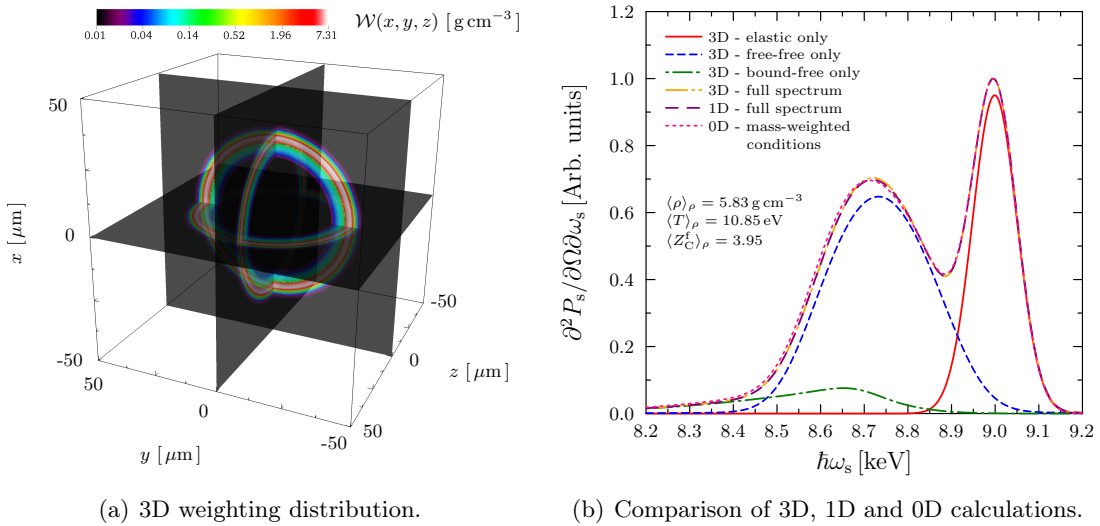 𝒲(x, y, z) [g cm⁻³]
0.01 0.04 0.14 0.52 1.96 7.31
50
0
-50
x [μm]
50
0
-50
y [μm]
50
0
-50
z [μm]
(a) 3D weighting distribution.
1.2
1.0
0.8
0.6
0.4
0.2
0.0
∂²Pₛ/∂Ω∂ωₛ [Arb. units]
3D - elastic only
3D - free-free only
3D - bound-free only
3D - full spectrum
1D - full spectrum
0D - mass-weighted
conditions
⟨ρ⟩ᵨ = 5.83 g cm⁻³
⟨T⟩ᵨ = 10.85 eV
⟨Z_C^f⟩ᵨ = 3.95
8.2 8.3 8.4 8.5 8.6 8.7 8.8 8.9 9.0 9.1 9.2
ħωₛ [keV]
(b) Comparison of 3D, 1D and 0D calculations.